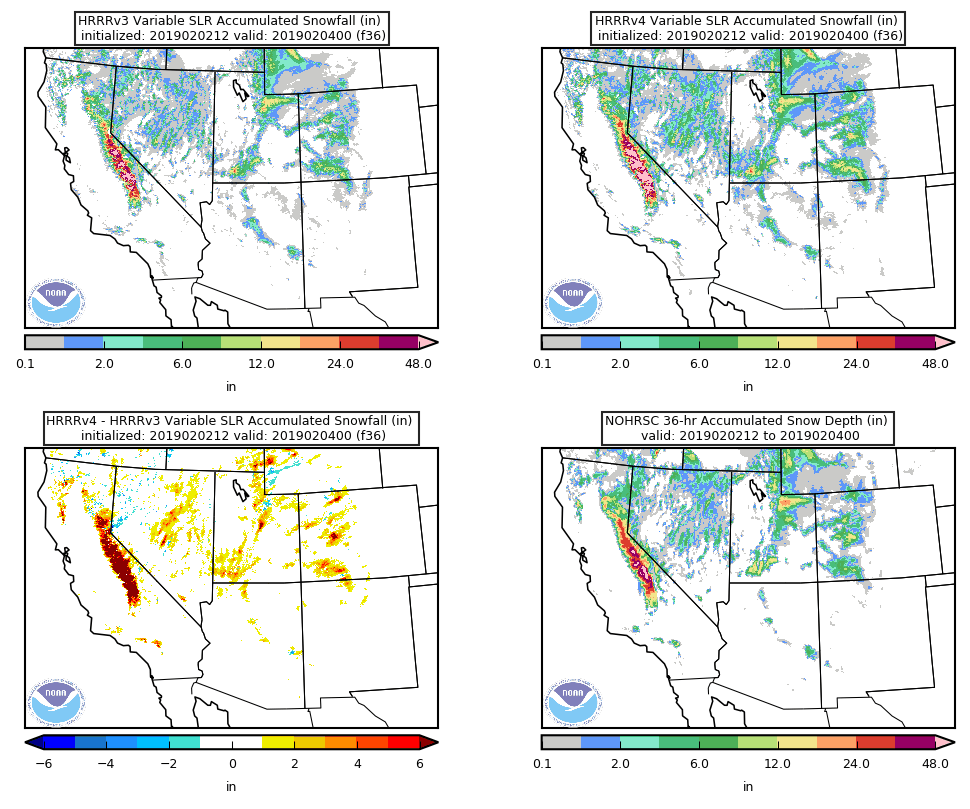 HRRRv3 Variable SLR Accumulated Snowfall (in)
initialized: 2019020212 valid: 2019020400 (f36)
noaa
0.1 2.0 6.0 12.0 24.0 48.0
in
HRRRv4 Variable SLR Accumulated Snowfall (in)
initialized: 2019020212 valid: 2019020400 (f36)
noaa
0.1 2.0 6.0 12.0 24.0 48.0
in
HRRRv4 - HRRRv3 Variable SLR Accumulated Snowfall (in)
initialized: 2019020212 valid: 2019020400 (f36)
noaa
−6 −4 −2 0 2 4 6
in
NOHRSC 36-hr Accumulated Snow Depth (in)
valid: 2019020212 to 2019020400
noaa
0.1 2.0 6.0 12.0 24.0 48.0
in